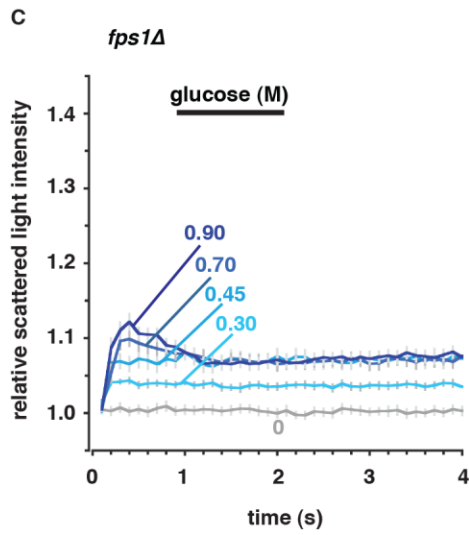 C
fps1Δ
glucose (M)
relative scattered light intensity
1.4
1.3
1.2
1.1
1.0
0.90
0.70
0.45
0.30
0
0 1 2 3 4
time (s)